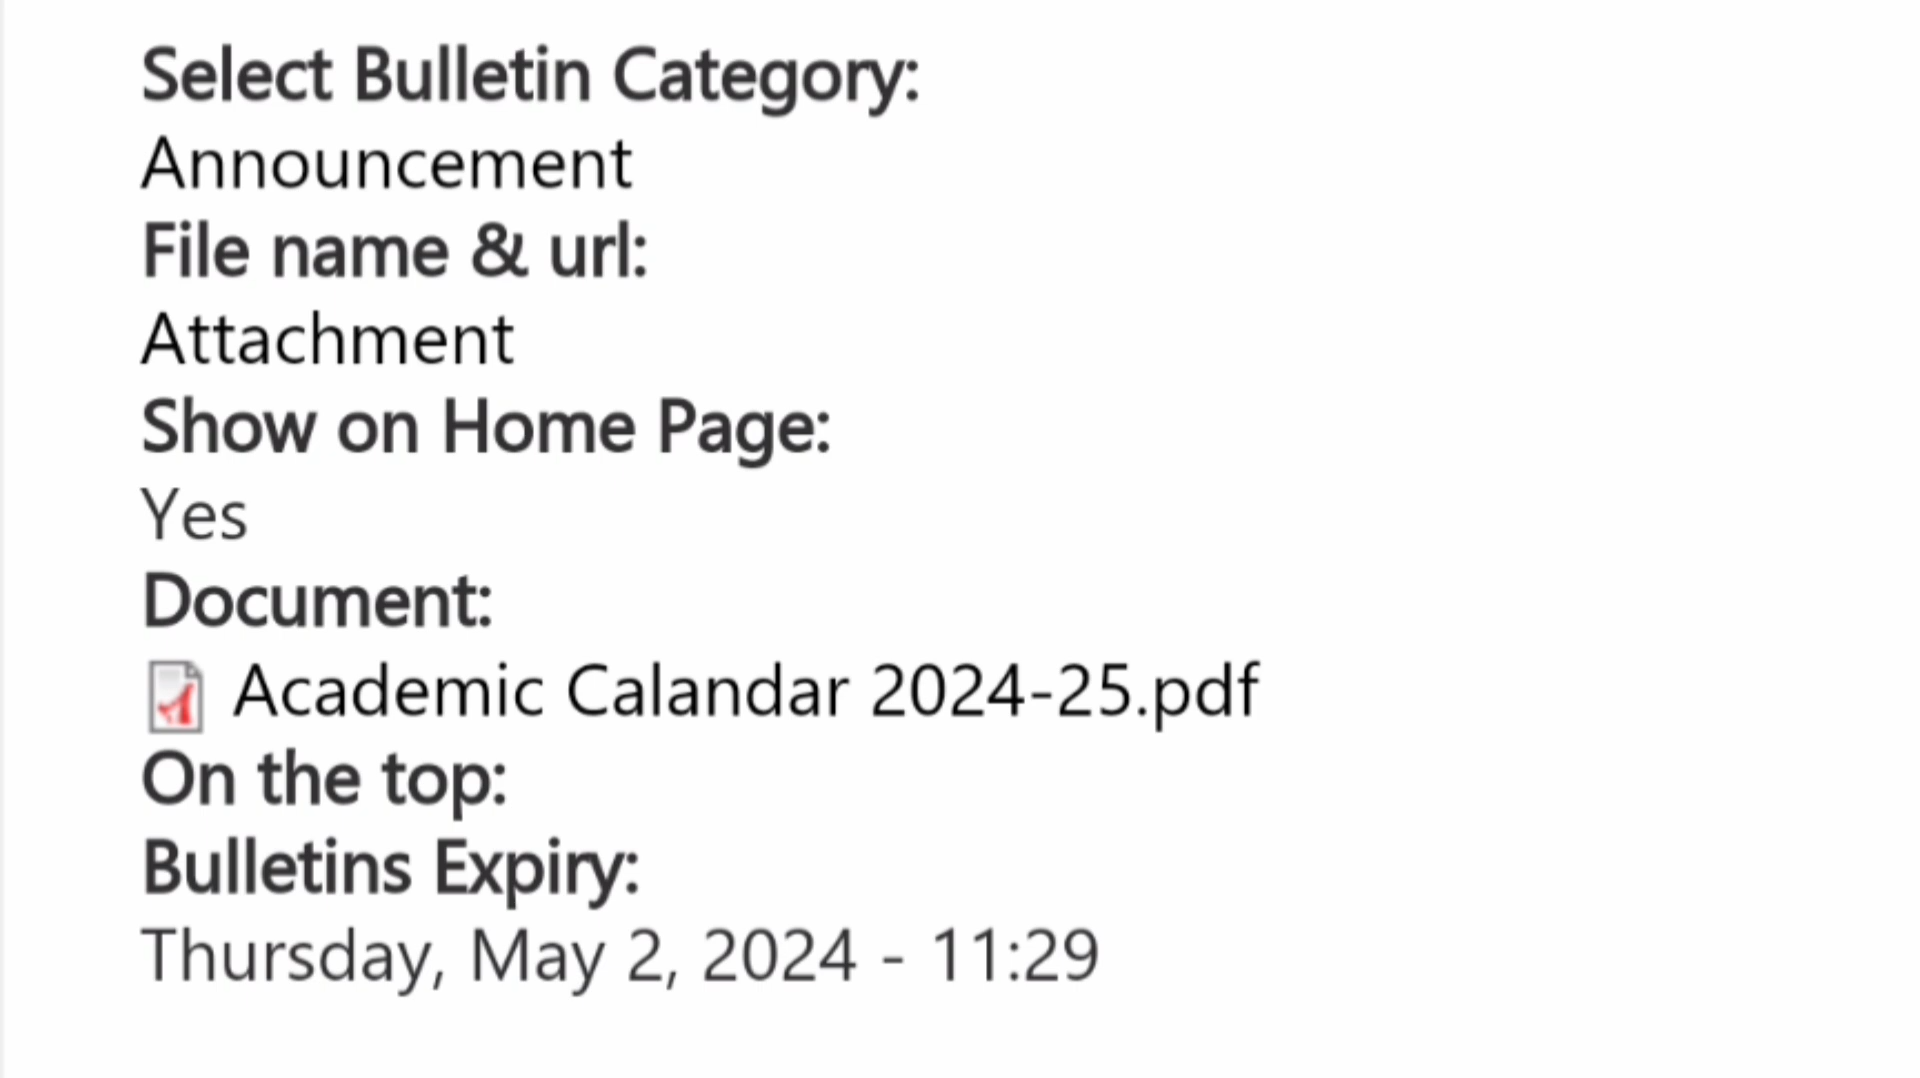 Select Bulletin Category:
Announcement
File name & url:
Attachment
Show on Home Page:
Yes
Document:
Academic Calandar 2024-25.pdf
On the top:
Bulletins Expiry:
Thursday, May 2, 2024 - 11:29